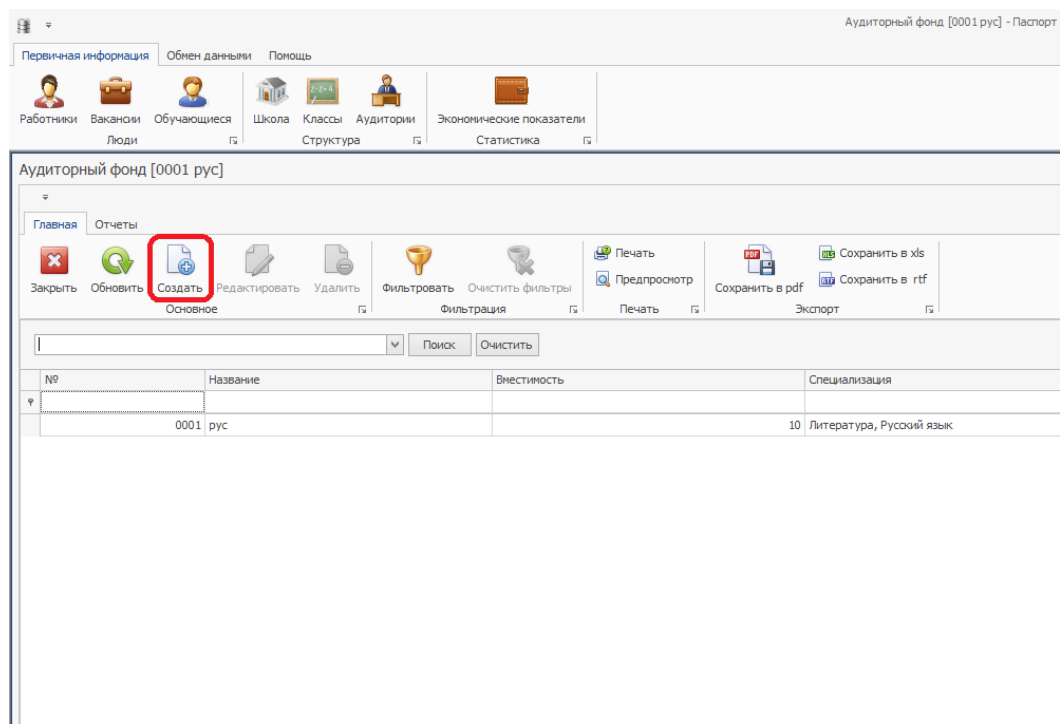 Аудиторный фонд [0001 рус] - Паспорт
Первичная информация Обмен данными Помощь
Работники Вакансии Обучающиеся Школа Классы Аудитории Экономические показатели
Люди Структура Статистика
Аудиторный фонд [0001 рус]
Главная Отчеты
Закрыть Обновить Создать Редактировать Удалить Фильтровать Очистить фильтры Печать Предпросмотр PDF Сохранить в pdf XLS Сохранить в xls RTF Сохранить в rtf
Основное Фильтрация Печать Экспорт
Поиск Очистить
№ Название Вместимость Специализация
0001 рус 10 Литература, Русский язык